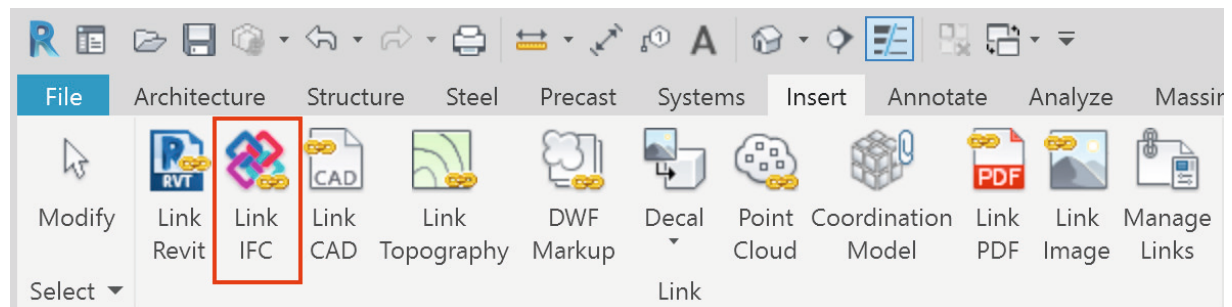 File Architecture Structure Steel Precast Systems Insert Annotate Analyze Massin
Modify Link Link Link Link DWF Decal Point Coordination Link Link Manage
Revit IFC CAD Topography Markup Cloud Model PDF Image Links
Select Link
R
RVT
CAD
PDF
1
A